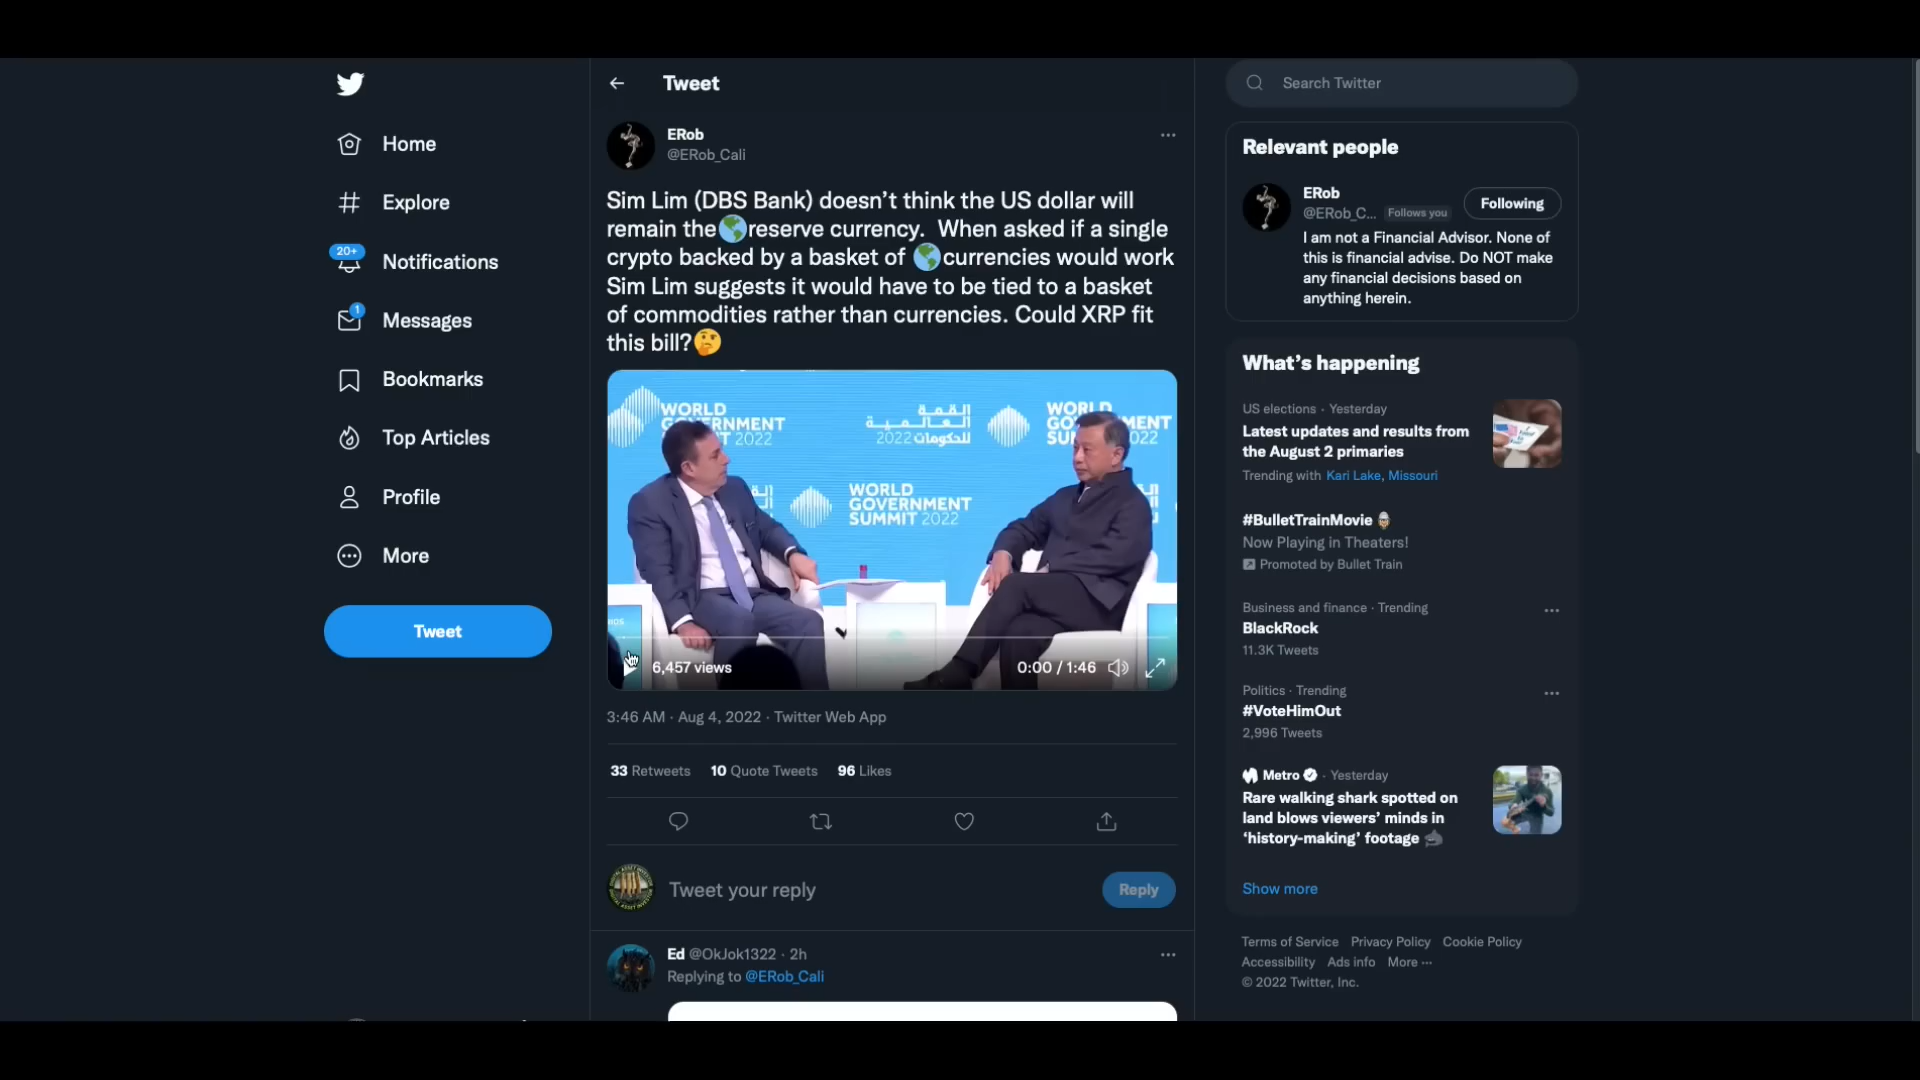 Home
Explore
20+
Notifications
1
Messages
Bookmarks
Top Articles
Profile
More
Tweet
Tweet
ERob
@ERob_Cali
Sim Lim (DBS Bank) doesn’t think the US dollar will
remain the🌎reserve currency. When asked if a single
crypto backed by a basket of 🌎currencies would work
Sim Lim suggests it would have to be tied to a basket
of commodities rather than currencies. Could XRP fit
this bill?🤔
WORLD
GOVERNMENT
SUMMIT 2022
القمة
العالمية
للحكومات 2022
6,457 views
0:00 / 1:46
3:46 AM · Aug 4, 2022 · Twitter Web App
33 Retweets 10 Quote Tweets 96 Likes
Tweet your reply
Reply
Ed @OkJok1322 · 2h
Replying to @ERob_Cali
Search Twitter
Relevant people
ERob
@ERob_C... Follows you
Following
I am not a Financial Advisor. None of
this is financial advise. Do NOT make
any financial decisions based on
anything herein.
What’s happening
US elections · Yesterday
Latest updates and results from
the August 2 primaries
Trending with Kari Lake, Missouri
#BulletTrainMovie
Now Playing in Theaters!
Promoted by Bullet Train
Business and finance · Trending
BlackRock
11.3K Tweets
Politics · Trending
#VoteHimOut
2,996 Tweets
Metro · Yesterday
Rare walking shark spotted on
land blows viewers’ minds in
‘history-making’ footage 🦈
Show more
Terms of Service Privacy Policy Cookie Policy
Accessibility Ads info More ···
© 2022 Twitter, Inc.